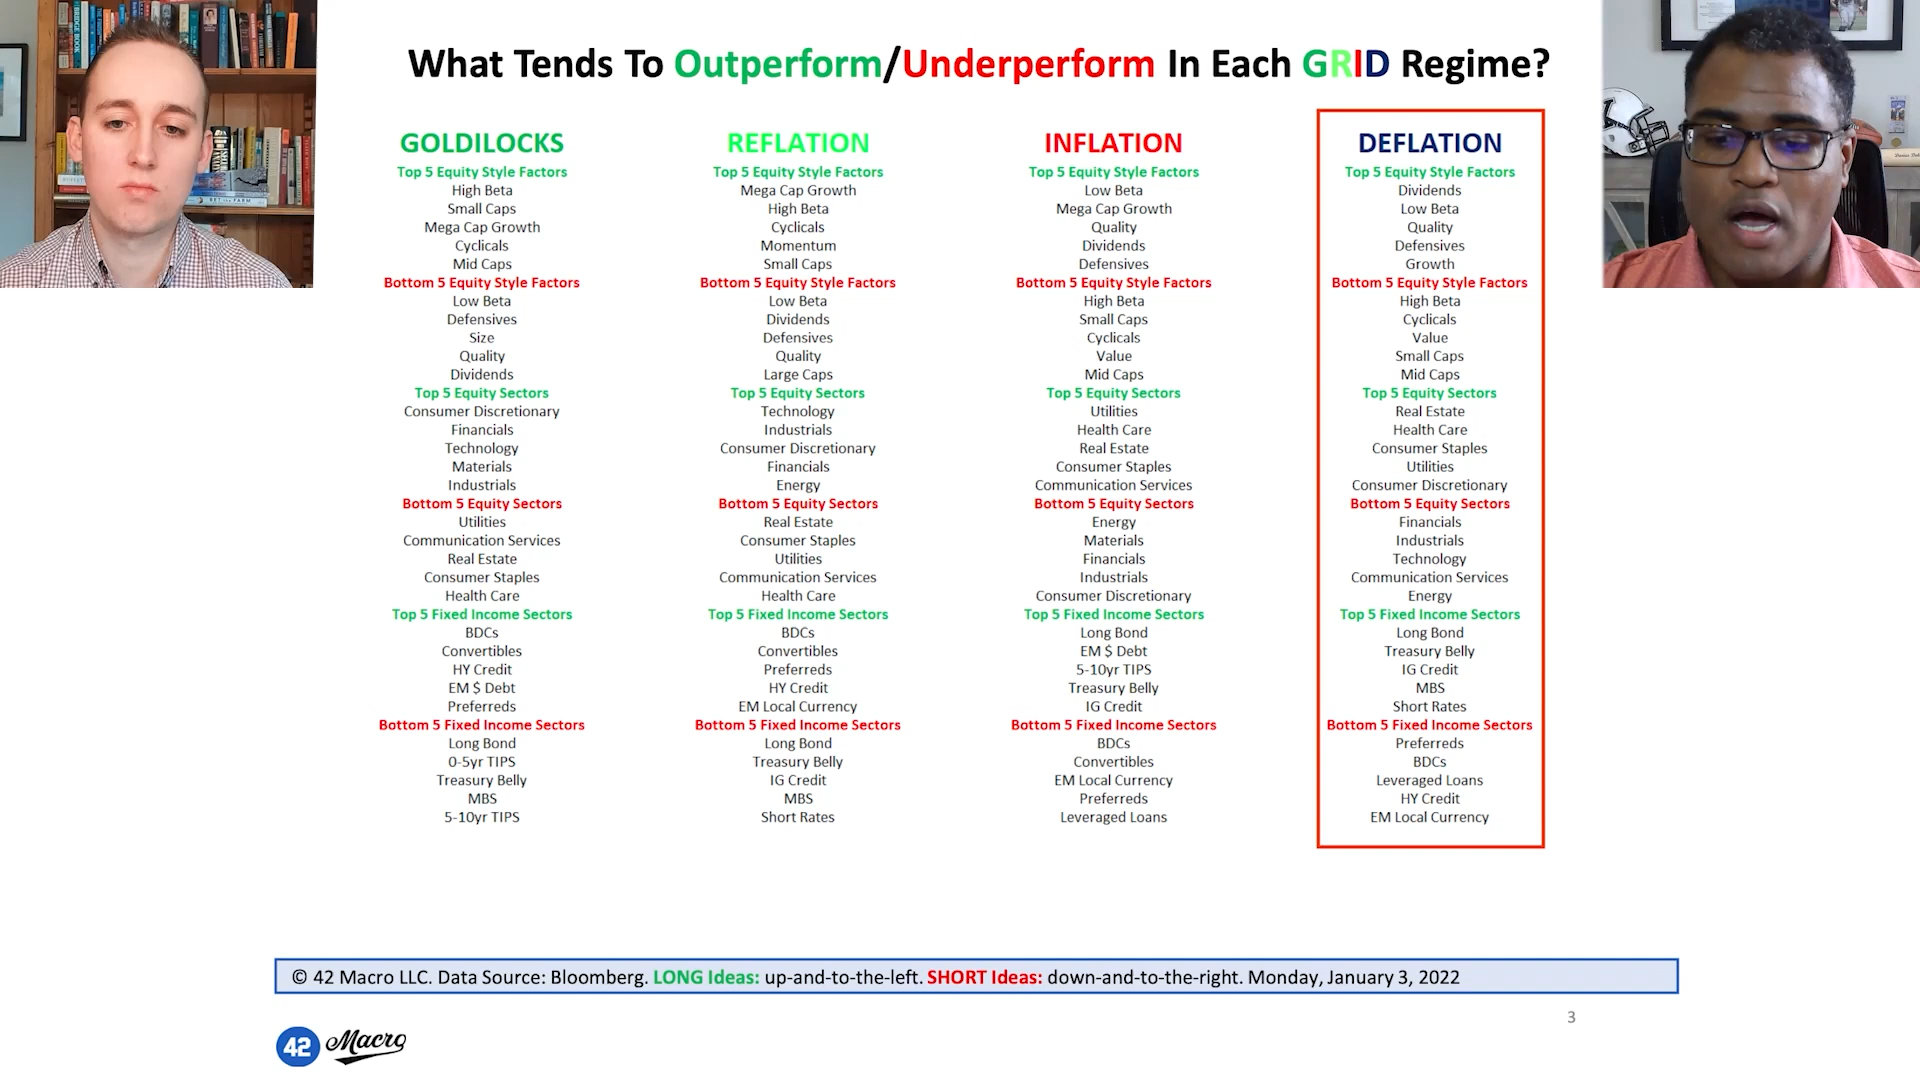 What Tends To Outperform/Underperform In Each GRID Regime?
GOLDILOCKS
Top 5 Equity Style Factors
High Beta
Small Caps
Mega Cap Growth
Cyclicals
Mid Caps
Bottom 5 Equity Style Factors
Low Beta
Defensives
Size
Quality
Dividends
Top 5 Equity Sectors
Consumer Discretionary
Financials
Technology
Materials
Industrials
Bottom 5 Equity Sectors
Utilities
Communication Services
Real Estate
Consumer Staples
Health Care
Top 5 Fixed Income Sectors
BDCs
Convertibles
HY Credit
EM $ Debt
Preferreds
Bottom 5 Fixed Income Sectors
Long Bond
0-5yr TIPS
Treasury Belly
MBS
5-10yr TIPS
REFLATION
Top 5 Equity Style Factors
Mega Cap Growth
High Beta
Cyclicals
Momentum
Small Caps
Bottom 5 Equity Style Factors
Low Beta
Dividends
Defensives
Quality
Large Caps
Top 5 Equity Sectors
Technology
Industrials
Consumer Discretionary
Financials
Energy
Bottom 5 Equity Sectors
Real Estate
Consumer Staples
Utilities
Communication Services
Health Care
Top 5 Fixed Income Sectors
BDCs
Convertibles
Preferreds
HY Credit
EM Local Currency
Bottom 5 Fixed Income Sectors
Long Bond
Treasury Belly
IG Credit
MBS
Short Rates
INFLATION
Top 5 Equity Style Factors
Low Beta
Mega Cap Growth
Quality
Dividends
Defensives
Bottom 5 Equity Style Factors
High Beta
Small Caps
Cyclicals
Value
Mid Caps
Top 5 Equity Sectors
Utilities
Health Care
Real Estate
Consumer Staples
Communication Services
Bottom 5 Equity Sectors
Energy
Materials
Financials
Industrials
Consumer Discretionary
Top 5 Fixed Income Sectors
Long Bond
EM $ Debt
5-10yr TIPS
Treasury Belly
IG Credit
Bottom 5 Fixed Income Sectors
BDCs
Convertibles
EM Local Currency
Preferreds
Leveraged Loans
DEFLATION
Top 5 Equity Style Factors
Dividends
Low Beta
Quality
Defensives
Growth
Bottom 5 Equity Style Factors
High Beta
Cyclicals
Value
Small Caps
Mid Caps
Top 5 Equity Sectors
Real Estate
Health Care
Consumer Staples
Utilities
Consumer Discretionary
Bottom 5 Equity Sectors
Financials
Industrials
Technology
Communication Services
Energy
Top 5 Fixed Income Sectors
Long Bond
Treasury Belly
IG Credit
MBS
Short Rates
Bottom 5 Fixed Income Sectors
Preferreds
BDCs
Leveraged Loans
HY Credit
EM Local Currency
© 42 Macro LLC. Data Source: Bloomberg. LONG Ideas: up-and-to-the-left. SHORT Ideas: down-and-to-the-right. Monday, January 3, 2022
3
42 Macro